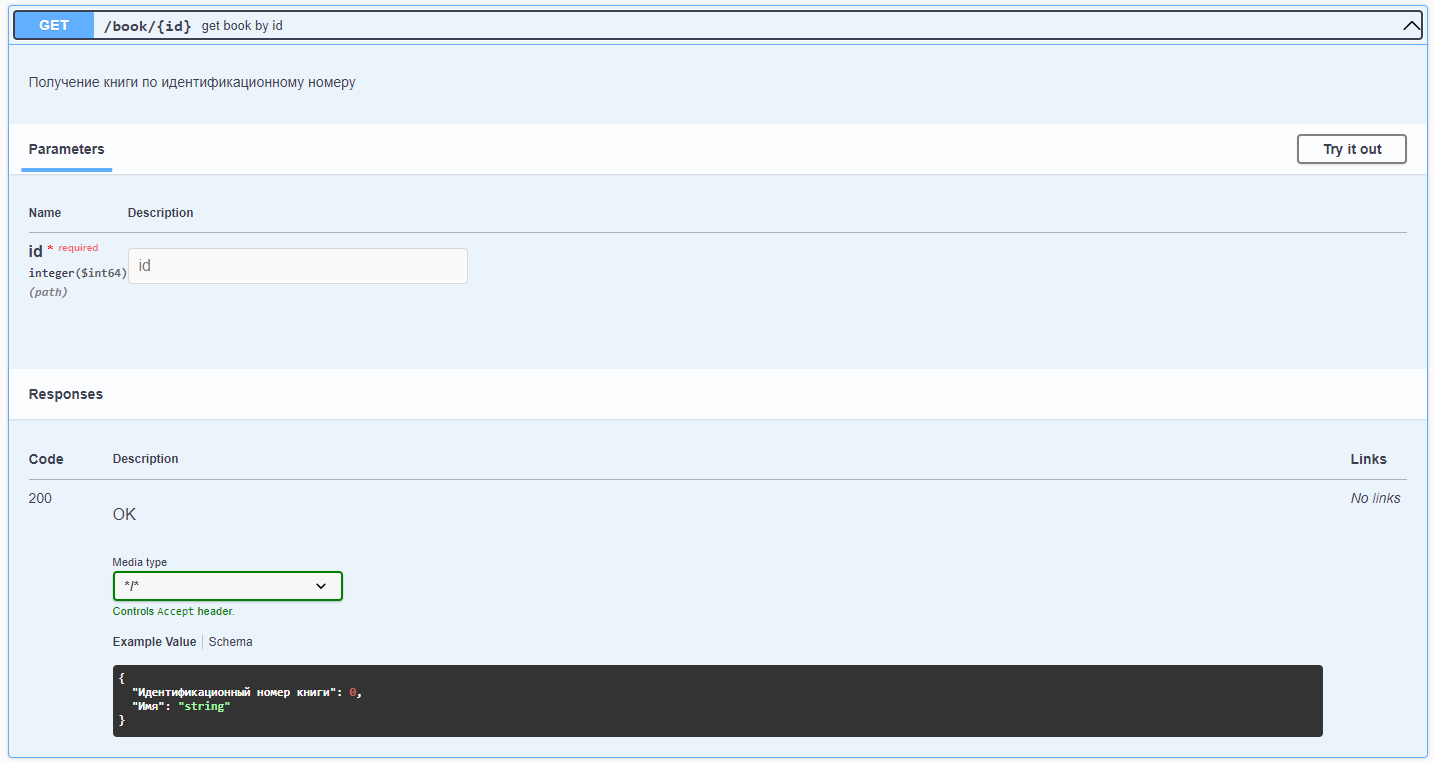 GET /book/{id} get book by id
Получение книги по идентификационному номеру
Parameters Try it out
Name Description
id * required
integer($int64)
(path)
id
Responses
Code Description Links
200 OK No links
Media type
*/*
Controls Accept header.
Example Value Schema
{
"Идентификационный номер книги": 0,
"Имя": "string"
}